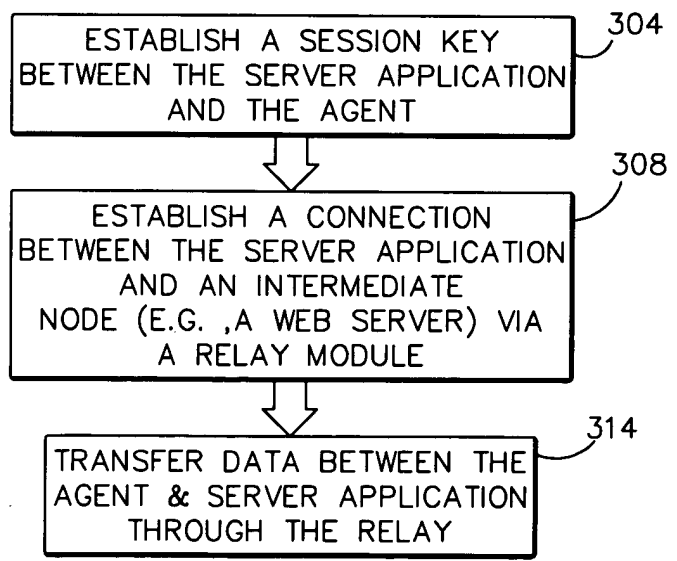 ESTABLISH A SESSION KEY
BETWEEN THE SERVER APPLICATION
AND THE AGENT
304
ESTABLISH A CONNECTION
BETWEEN THE SERVER APPLICATION
AND AN INTERMEDIATE
NODE (E.G. ,A WEB SERVER) VIA
A RELAY MODULE
308
TRANSFER DATA BETWEEN THE
AGENT & SERVER APPLICATION
THROUGH THE RELAY
314